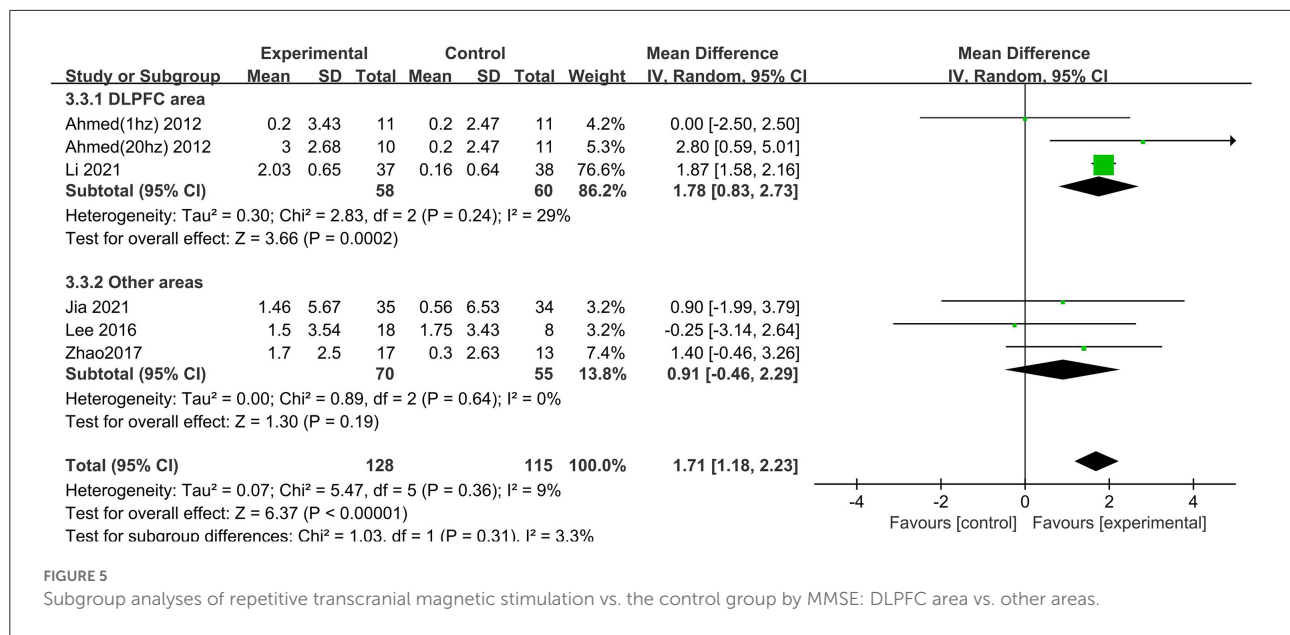 Experimental Control Mean Difference Mean Difference
Study or Subgroup Mean SD Total Mean SD Total Weight IV, Random, 95% CI IV, Random, 95% CI
3.3.1 DLPFC area
Ahmed(1hz) 2012 0.2 3.43 11 0.2 2.47 11 4.2% 0.00 [-2.50, 2.50]
Ahmed(20hz) 2012 3 2.68 10 0.2 2.47 11 5.3% 2.80 [0.59, 5.01]
Li 2021 2.03 0.65 37 0.16 0.64 38 76.6% 1.87 [1.58, 2.16]
Subtotal (95% CI) 58 60 86.2% 1.78 [0.83, 2.73]
Heterogeneity: Tau² = 0.30; Chi² = 2.83, df = 2 (P = 0.24); I² = 29%
Test for overall effect: Z = 3.66 (P = 0.0002)
3.3.2 Other areas
Jia 2021 1.46 5.67 35 0.56 6.53 34 3.2% 0.90 [-1.99, 3.79]
Lee 2016 1.5 3.54 18 1.75 3.43 8 3.2% -0.25 [-3.14, 2.64]
Zhao2017 1.7 2.5 17 0.3 2.63 13 7.4% 1.40 [-0.46, 3.26]
Subtotal (95% CI) 70 55 13.8% 0.91 [-0.46, 2.29]
Heterogeneity: Tau² = 0.00; Chi² = 0.89, df = 2 (P = 0.64); I² = 0%
Test for overall effect: Z = 1.30 (P = 0.19)
Total (95% CI) 128 115 100.0% 1.71 [1.18, 2.23]
Heterogeneity: Tau² = 0.07; Chi² = 5.47, df = 5 (P = 0.36); I² = 9%
Test for overall effect: Z = 6.37 (P < 0.00001)
Test for subgroup differences: Chi² = 1.03, df = 1 (P = 0.31), I² = 3.3%
-4 -2 0 2 4
Favours [control] Favours [experimental]
FIGURE 5
Subgroup analyses of repetitive transcranial magnetic stimulation vs. the control group by MMSE: DLPFC area vs. other areas.